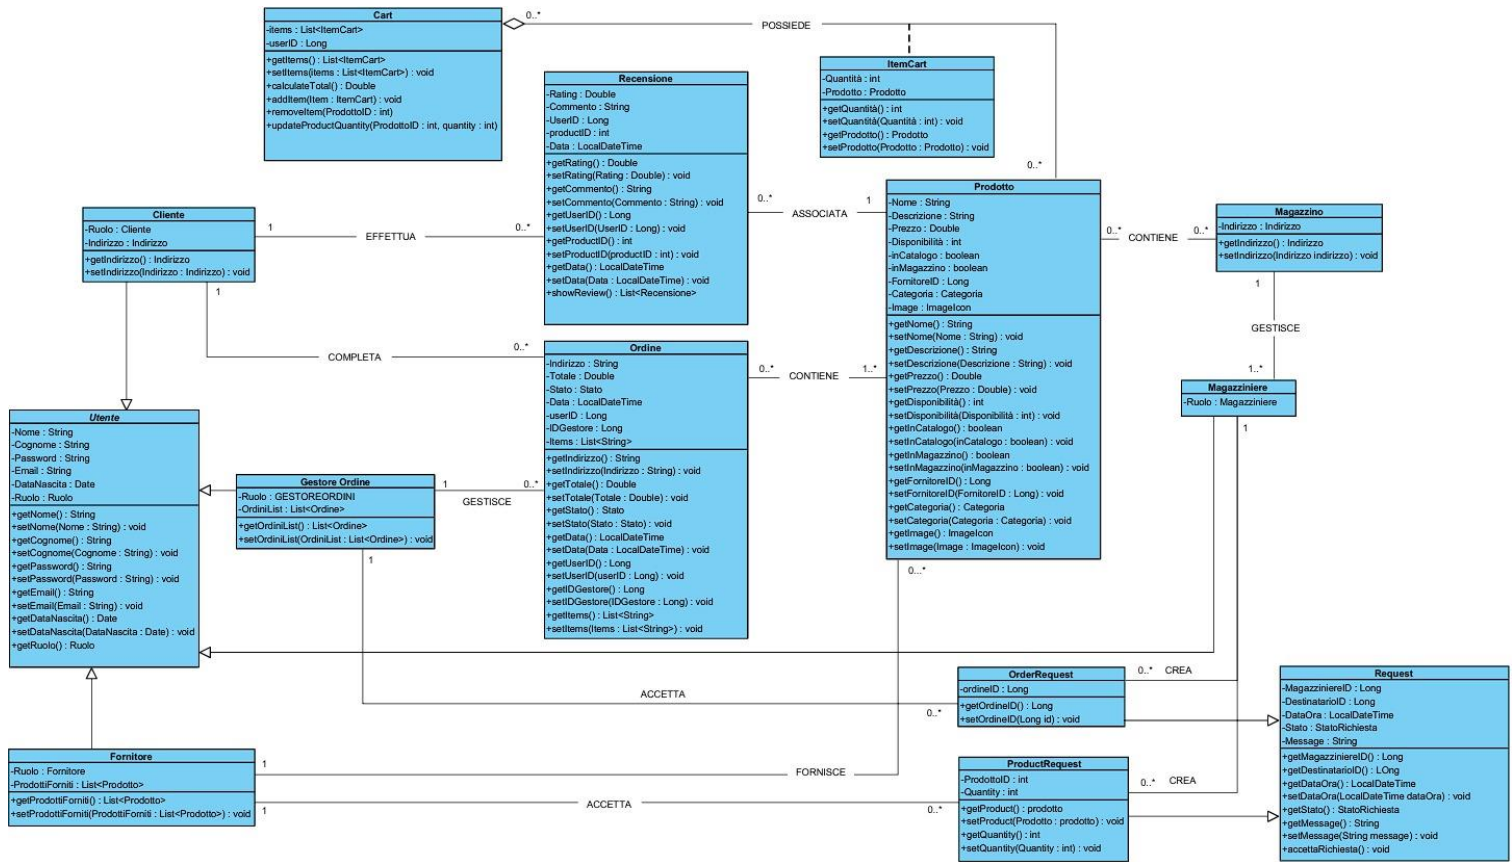 Cart
-items : List<ItemCart>
-userID : Long
+getItems() : List<ItemCart>
+setItems(items : List<ItemCart>) : void
+calculateTotal() : Double
+addItem(Item : ItemCart) : void
+removeItem(ProdottoID : int)
+updateProductQuantity(ProdottoID : int, quantity : int)
0..*
POSSIEDE
0..*
ItemCart
-Quantità : int
-Prodotto : Prodotto
+getQuantità() : int
+setQuantità(Quantità : int) : void
+getProdotto() : Prodotto
+setProdotto(Prodotto : Prodotto) : void
Recensione
-Rating : Double
-Commento : String
-UserID : Long
-productID : int
-Data : LocalDateTime
+getRating() : Double
+setRating(Rating : Double) : void
+getCommento() : String
+setCommento(Commento : String) : void
+getUserID() : Long
+setUserID(UserID : Long) : void
+getProductID() : int
+setProductID(productID : int) : void
+getData() : LocalDateTime
+setData(Data : LocalDateTime) : void
+showReview() : List<Recensione>
0..*
ASSOCIATA
1
Cliente
-Ruolo : Cliente
-Indirizzo : Indirizzo
+getIndirizzo() : Indirizzo
+setIndirizzo(Indirizzo : Indirizzo) : void
1
EFFETTUA
0..*
1
COMPLETA
0..*
Prodotto
-Nome : String
-Descrizione : String
-Prezzo : Double
-Disponibilità : int
-inCatalogo : boolean
-inMagazzino : boolean
-FornitoreID : Long
-Categoria : Categoria
-Image : ImageIcon
+getNome() : String
+setNome(Nome : String) : void
+getDescrizione() : String
+setDescrizione(Descrizione : String) : void
+getPrezzo() : Double
+setPrezzo(Prezzo : Double) : void
+getDisponibilità() : int
+setDisponibilità(Disponibilità : int) : void
+getInCatalogo() : boolean
+setInCatalogo(inCatalogo : boolean) : void
+getInMagazzino() : boolean
+setInMagazzino(inMagazzino : boolean) : void
+getFornitoreID() : Long
+setFornitoreID(FornitoreID : Long) : void
+getCategoria() : Categoria
+setCategoria(Categoria : Categoria) : void
+getImage() : ImageIcon
+setImage(Image : ImageIcon) : void
0..*
CONTIENE
0..*
Magazzino
-Indirizzo : Indirizzo
+getIndirizzo() : Indirizzo
+setIndirizzo(Indirizzo indirizzo) : void
1
GESTISCE
1..*
Magazziniere
-Ruolo : Magazziniere
1
Ordine
-Indirizzo : String
-Totale : Double
-Stato : Stato
-Data : LocalDateTime
-userID : Long
-IDGestore : Long
-Items : List<String>
+getIndirizzo() : String
+setIndirizzo(Indirizzo : String) : void
+getTotale() : Double
+setTotale(Totale : Double) : void
+getStato() : Stato
+setStato(Stato : Stato) : void
+getData() : LocalDateTime
+setData(Data : LocalDateTime) : void
+getUserID() : Long
+setUserID(userID : Long) : void
+getIDGestore() : Long
+setIDGestore(IDGestore : Long) : void
+getItems() : List<String>
+setItems(Items : List<String>) : void
0..*
CONTIENE
1..*
Utente
-Nome : String
-Cognome : String
-Password : String
-Email : String
-DataNascita : Date
-Ruolo : Ruolo
+getNome() : String
+setNome(Nome : String) : void
+getCognome() : String
+setCognome(Cognome : String) : void
+getPassword() : String
+setPassword(Password : String) : void
+getEmail() : String
+setEmail(Email : String) : void
+getDataNascita() : Date
+setDataNascita(DataNascita : Date) : void
+getRuolo() : Ruolo
Gestore Ordine
-Ruolo : GESTOREORDINI
-OrdiniList : List<Ordine>
+getOrdiniList() : List<Ordine>
+setOrdiniList(OrdiniList : List<Ordine>) : void
1
GESTISCE
0..*
1
ACCETTA
0..*
0...*
OrderRequest
-ordineID : Long
+getOrdineID() : Long
+setOrdineID(Long id) : void
0..*
CREA
Request
-MagazziniereID : Long
-DestinatarioID : Long
-DataOra : LocalDateTime
-Stato : StatoRichiesta
-Message : String
+getMagazziniereID() : Long
+getDestinatarioID() : LOng
+getDataOra() : LocalDateTime
+setDataOra(LocalDateTime dataOra) : void
+getStato() : StatoRichiesta
+getMessage() : String
+setMessage(String message) : void
+accettaRichiesta() : void
Fornitore
-Ruolo : Fornitore
-ProdottiForniti : List<Prodotto>
+getProdottiForniti() : List<Prodotto>
+setProdottiForniti(ProdottiForniti : List<Prodotto>) : void
1
FORNISCE
1
ACCETTA
0..*
ProductRequest
-ProdottoID : int
-Quantity : int
+getProduct() : prodotto
+setProduct(Prodotto : prodotto) : void
+getQuantity() : int
+setQuantity(Quantity : int) : void
0..*
CREA